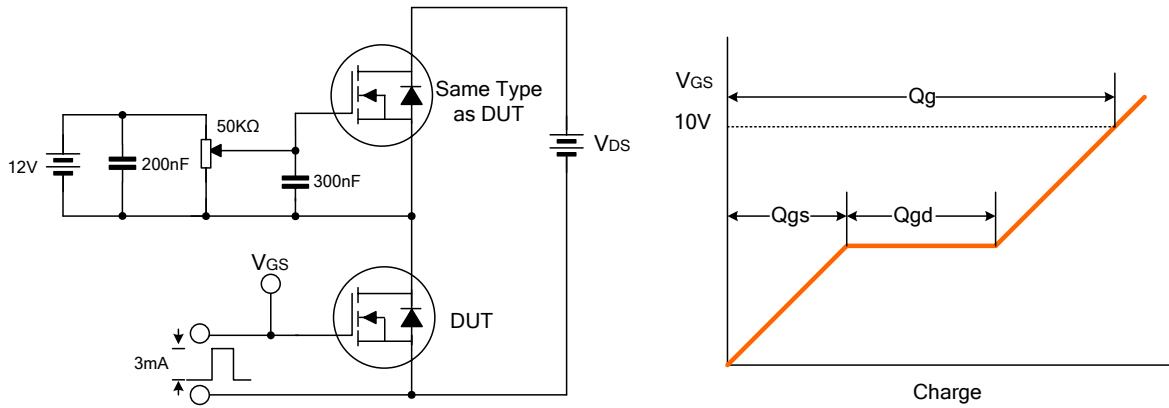 Same Type
as DUT
50KΩ
12V
200nF
300nF
VDS
VGS
DUT
3mA
VGS
Qg
10V
Qgs
Qgd
Charge